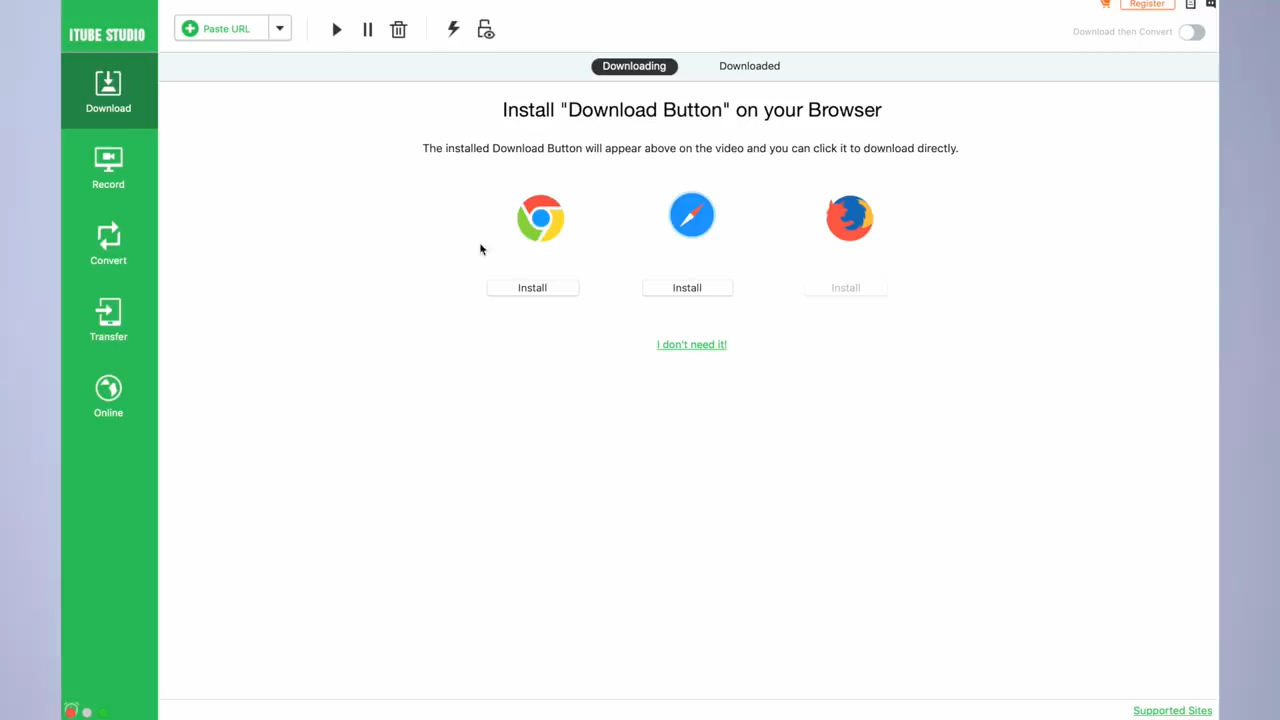 Register
ITUBE STUDIO
Paste URL
Download then Convert
Downloading
Downloaded
Download
Install "Download Button" on your Browser
The installed Download Button will appear above on the video and you can click it to download directly.
Record
Convert
Install
Install
Install
Transfer
I don't need it!
Online
Supported Sites